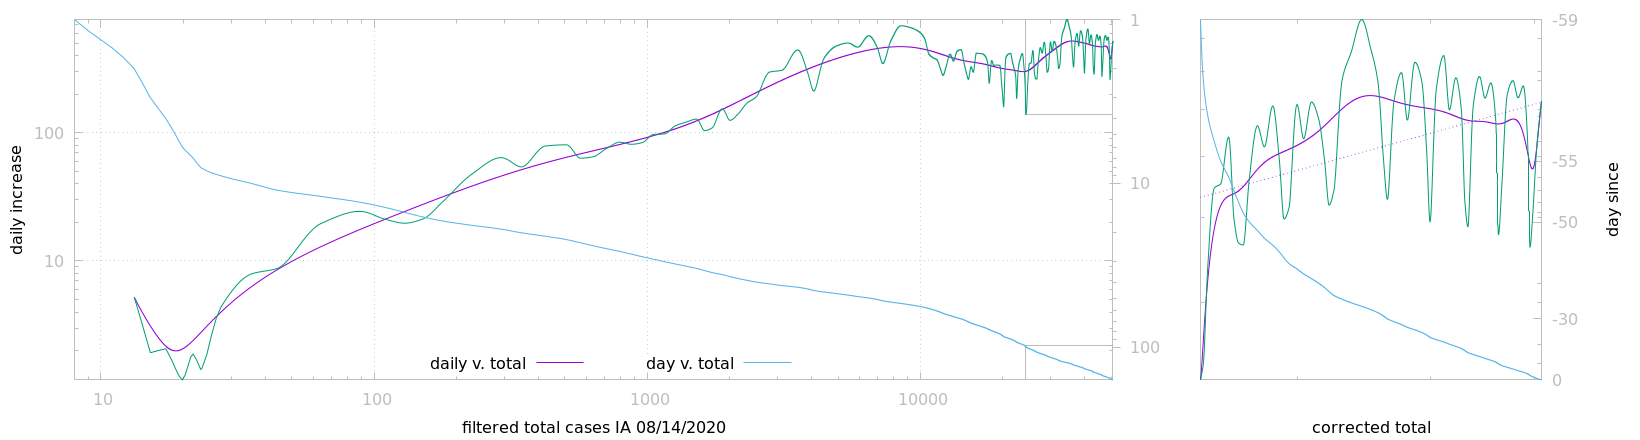 daily increase
100
10
10
100
1000
10000
1
10
100
daily v. total
day v. total
filtered total cases IA 08/14/2020
-59
-55
-50
-30
0
day since
corrected total